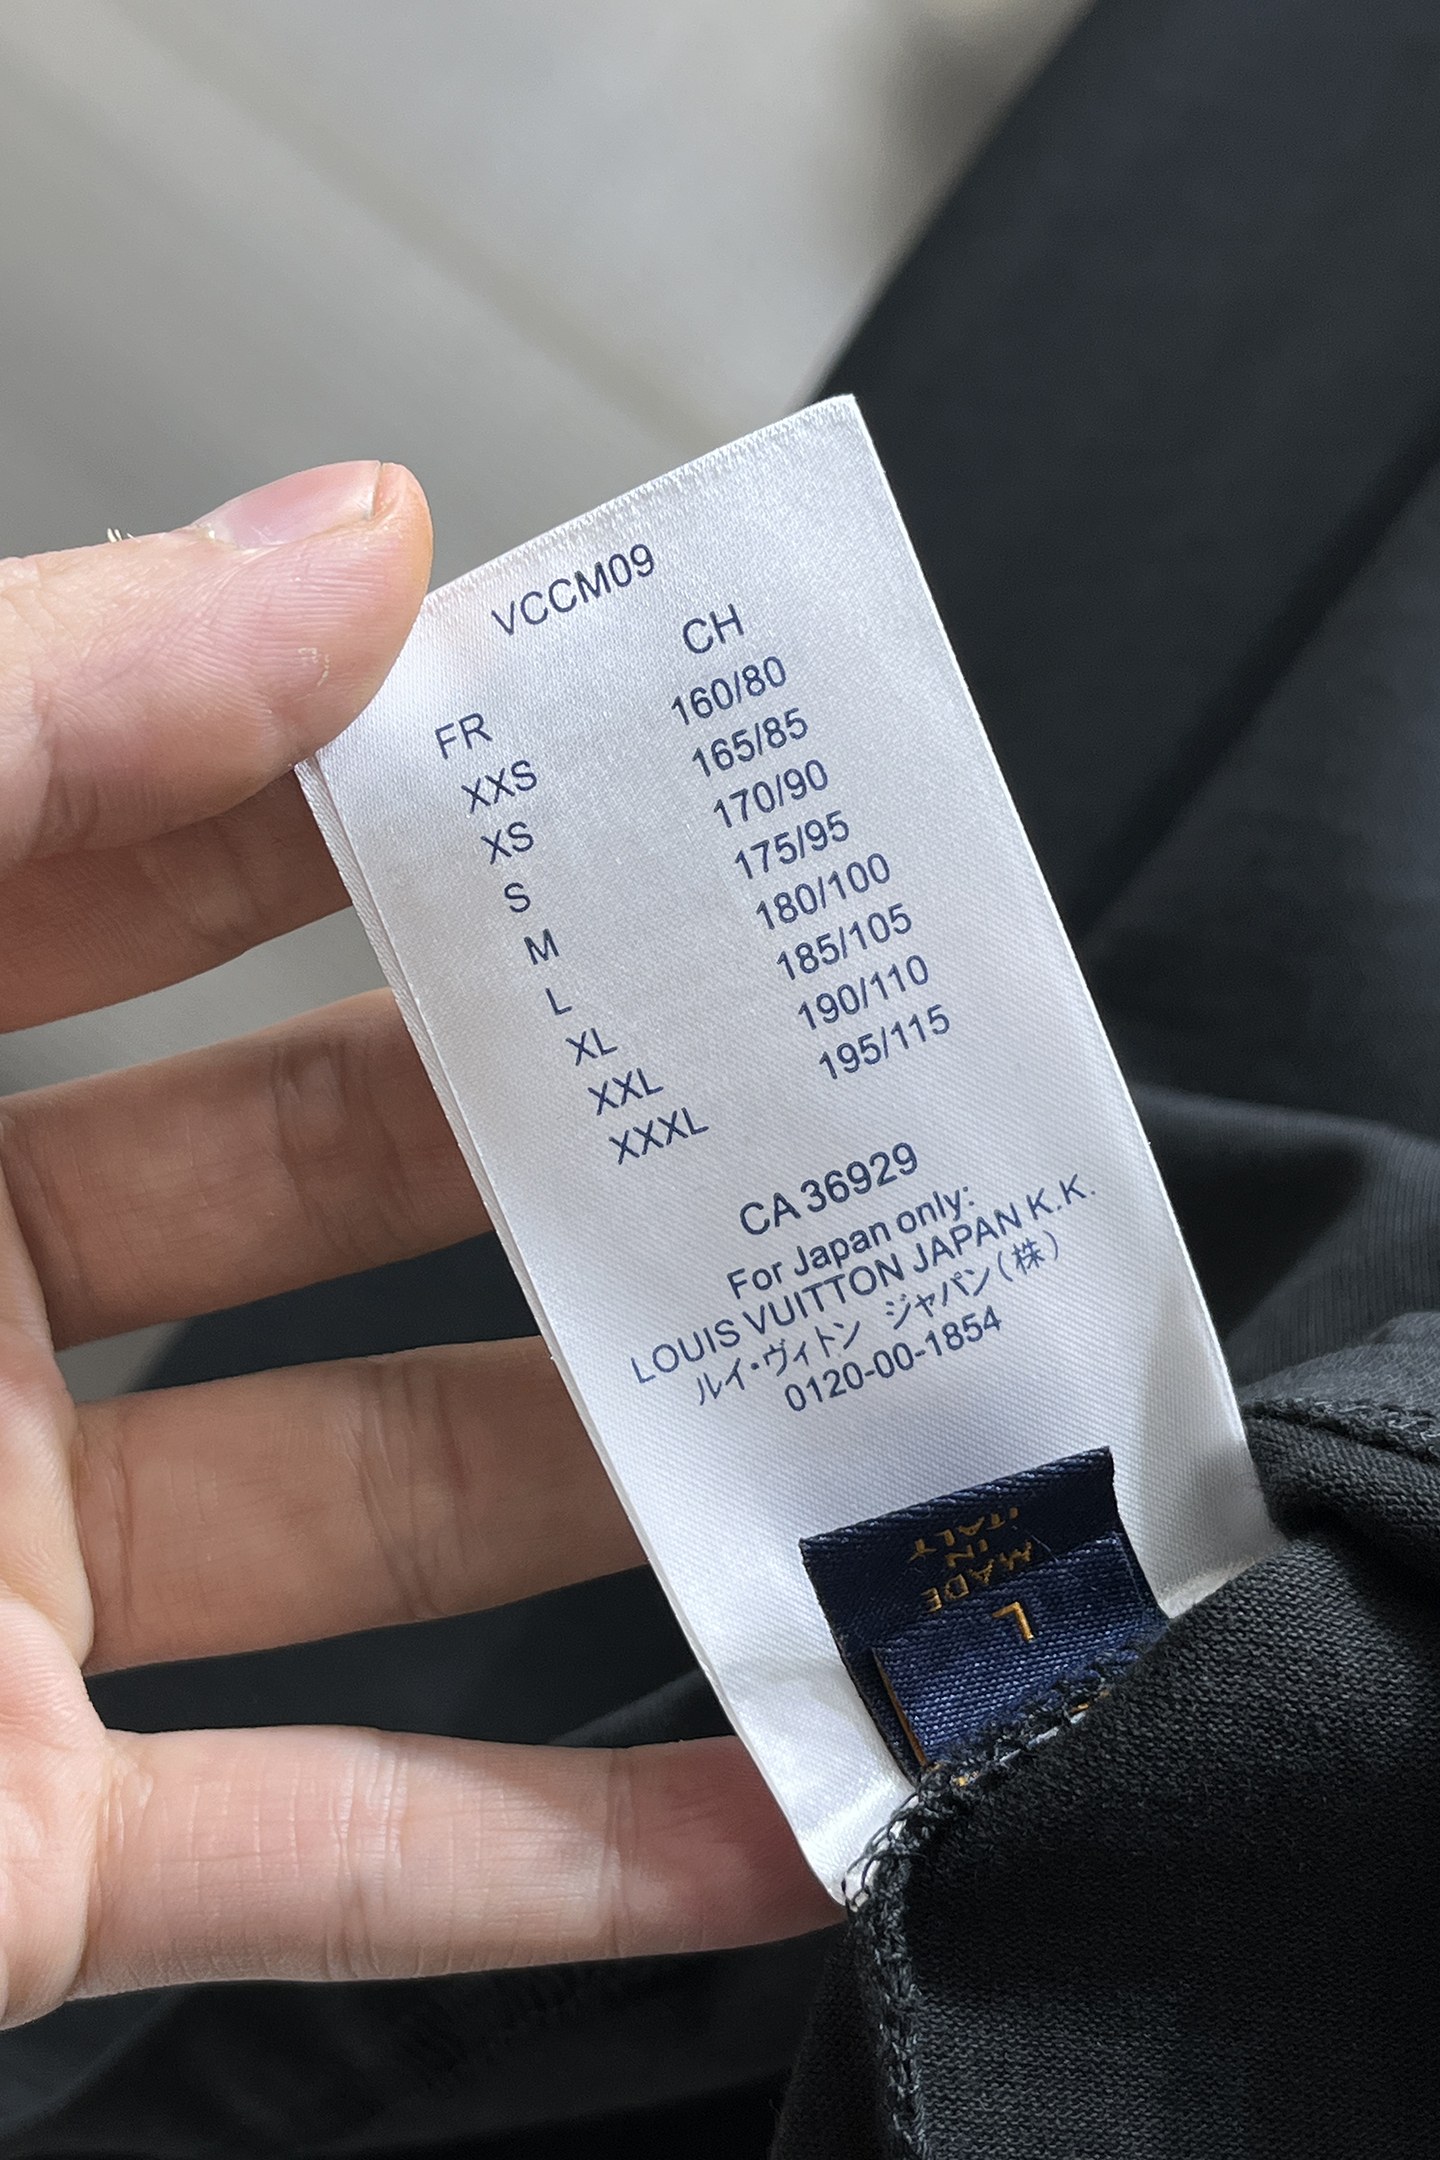 VCCM09
FR CH
XXS 160/80
XS 165/85
S 170/90
M 175/95
L 180/100
XL 185/105
XXL 190/110
XXXL 195/115
CA 36929
For Japan only:
LOUIS VUITTON JAPAN K.K.
ルイ・ヴィトン ジャパン(株)
0120-00-1854
L
MADE
IN
ITALY